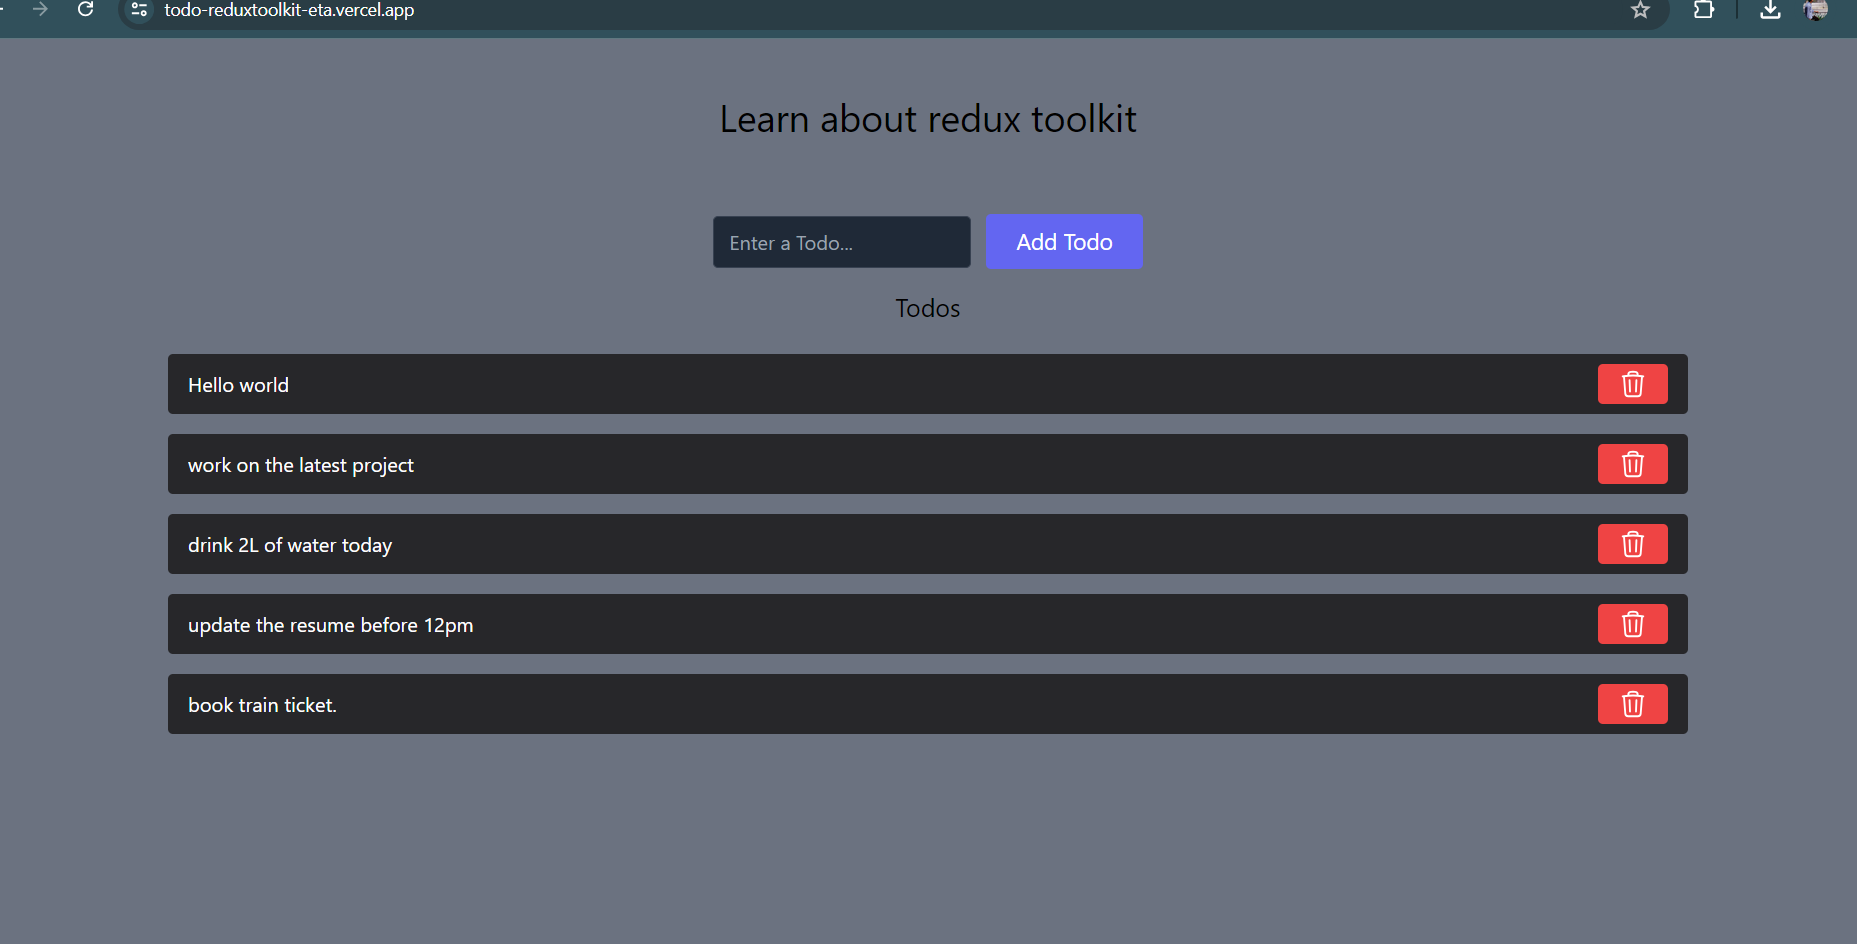 todo-reduxtoolkit-eta.vercel.app
Learn about redux toolkit
Enter a Todo...
Add Todo
Todos
Hello world
work on the latest project
drink 2L of water today
update the resume before 12pm
book train ticket.